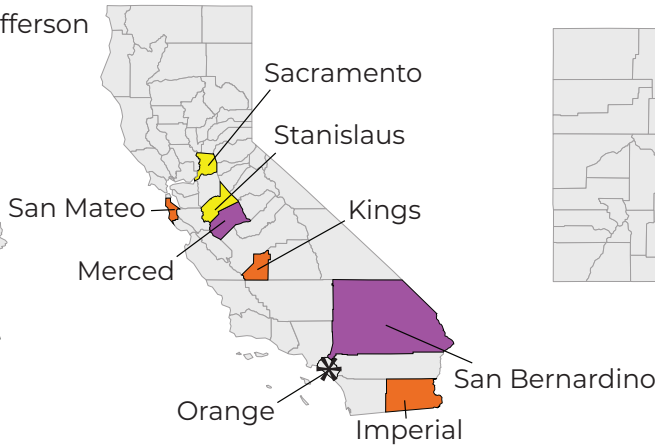 fferson
Sacramento
Stanislaus
San Mateo
Kings
Merced
San Bernardino
Orange
Imperial